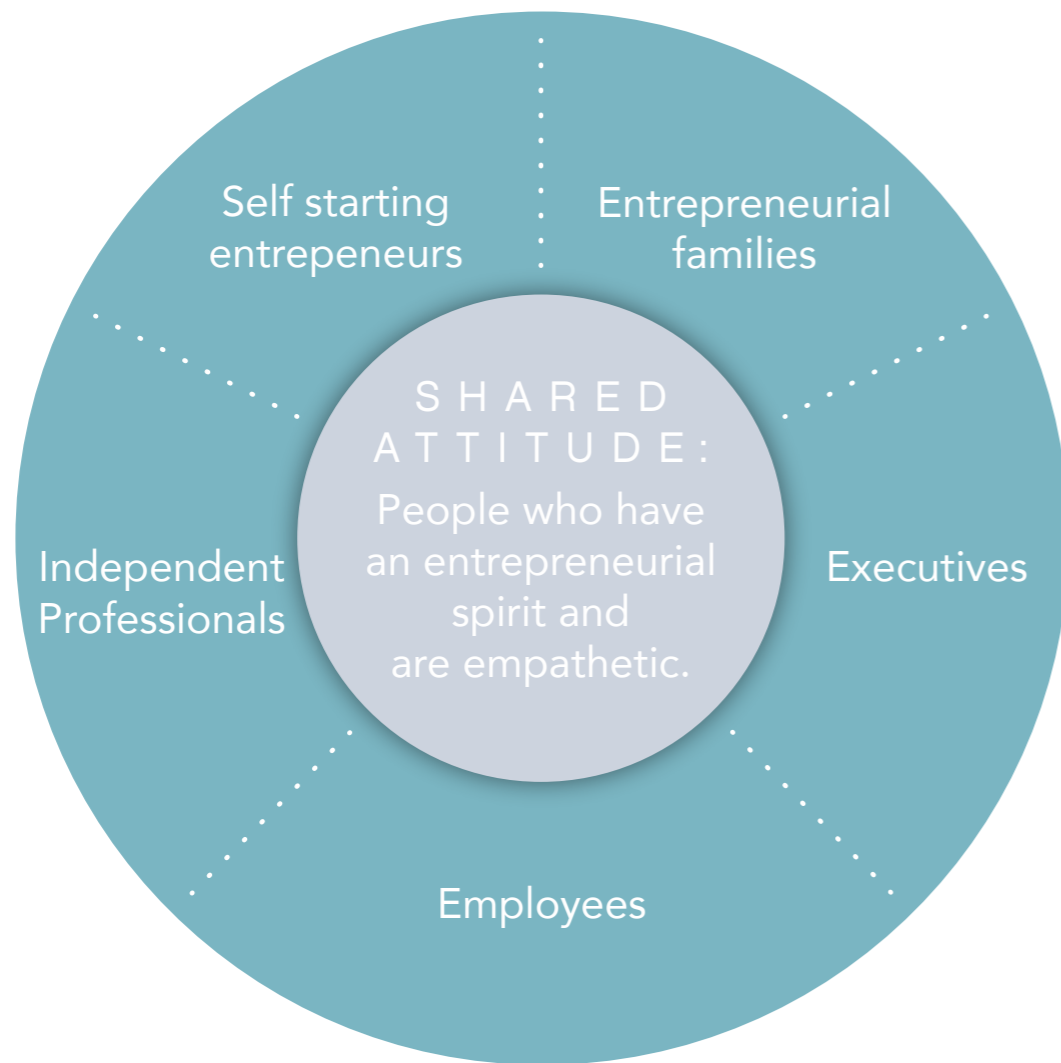 Self starting
entrepeneurs
Entrepreneurial
families
SHARED
ATTITUDE:
People who have
an entrepreneurial
spirit and
are empathetic.
Independent
Professionals
Executives
Employees